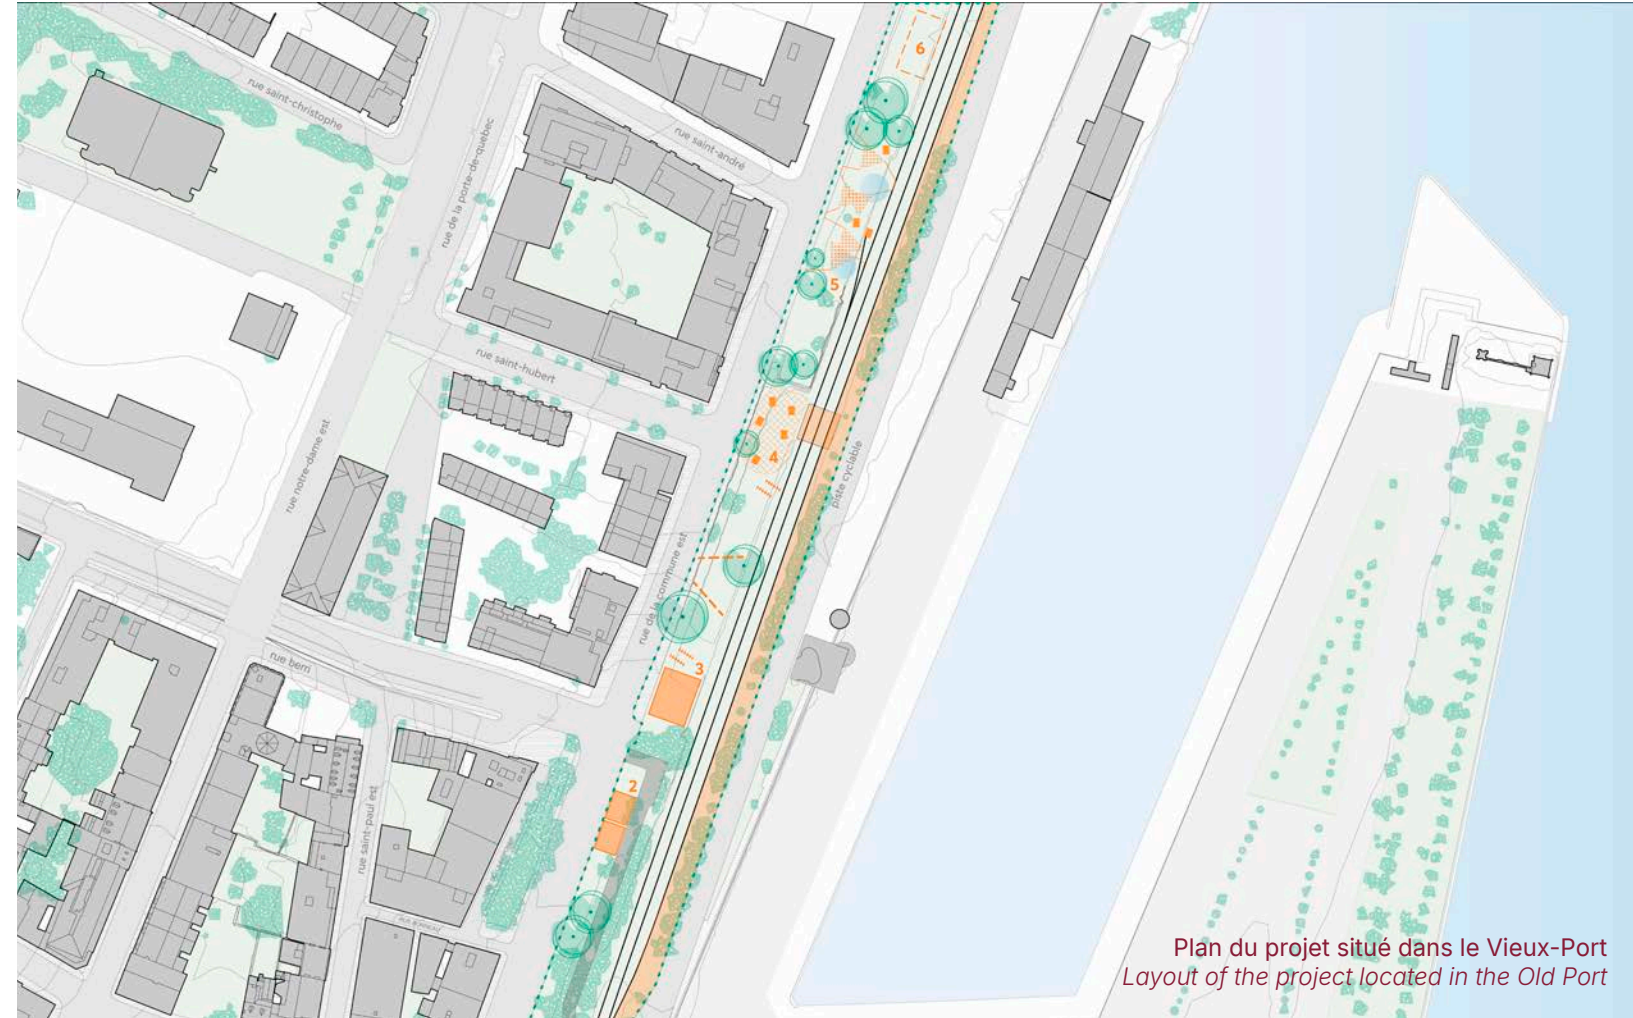 6
rue saint-christophe
rue de la porte-de-québec
rue saint-andré
5
rue saint-hubert
rue notre-dame est
4
piste cyclable
rue de la commune est
rue berri
3
2
rue saint-paul est
Plan du projet situé dans le Vieux-Port
Layout of the project located in the Old Port